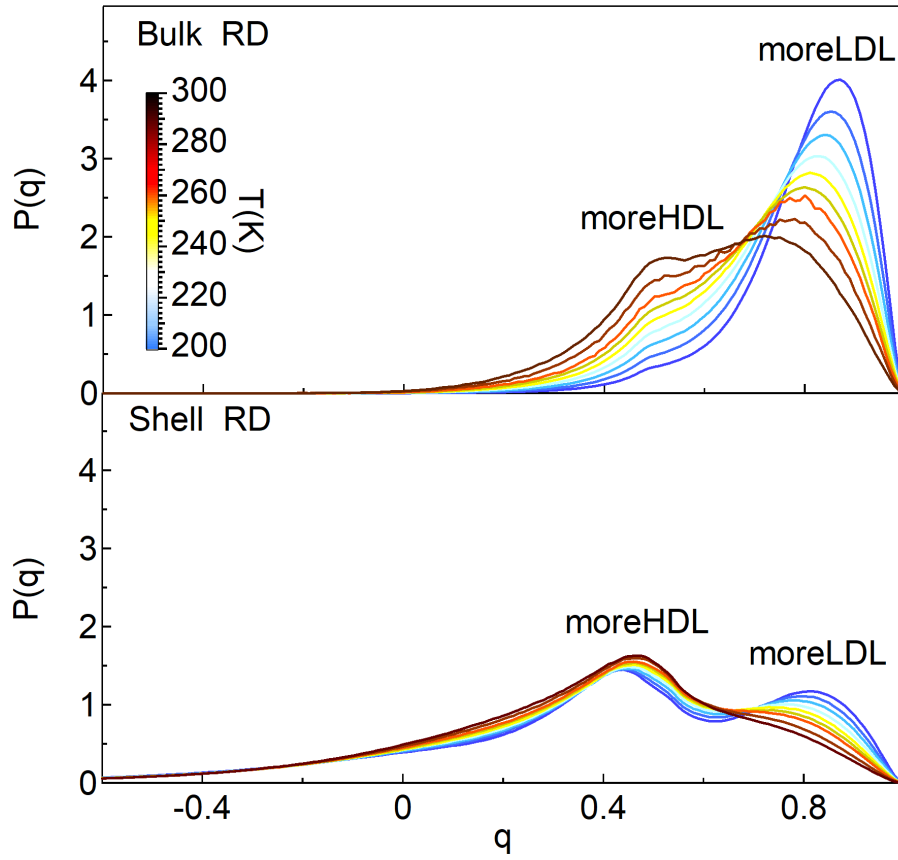 Bulk RD
moreLDL
4
300
280
260
240
220
200
T(K)
P(q)
3
moreHDL
2
1
0
Shell RD
4
3
P(q)
2
moreHDL
moreLDL
1
0
-0.4
0
0.4
0.8
q